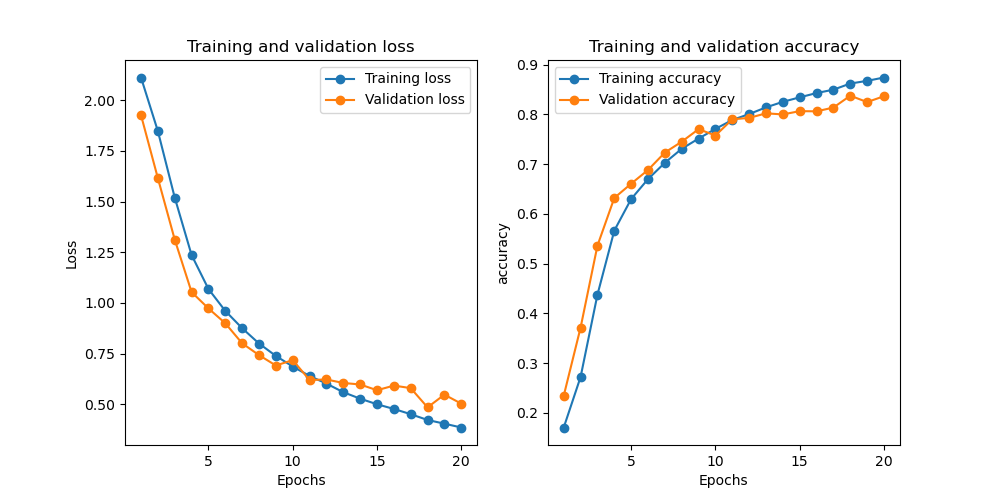 Training and validation loss
Training loss
Validation loss
2.00
1.75
1.50
1.25
1.00
0.75
0.50
Loss
5
10
15
20
Epochs
Training and validation accuracy
Training accuracy
Validation accuracy
0.9
0.8
0.7
0.6
0.5
0.4
0.3
0.2
accuracy
5
10
15
20
Epochs